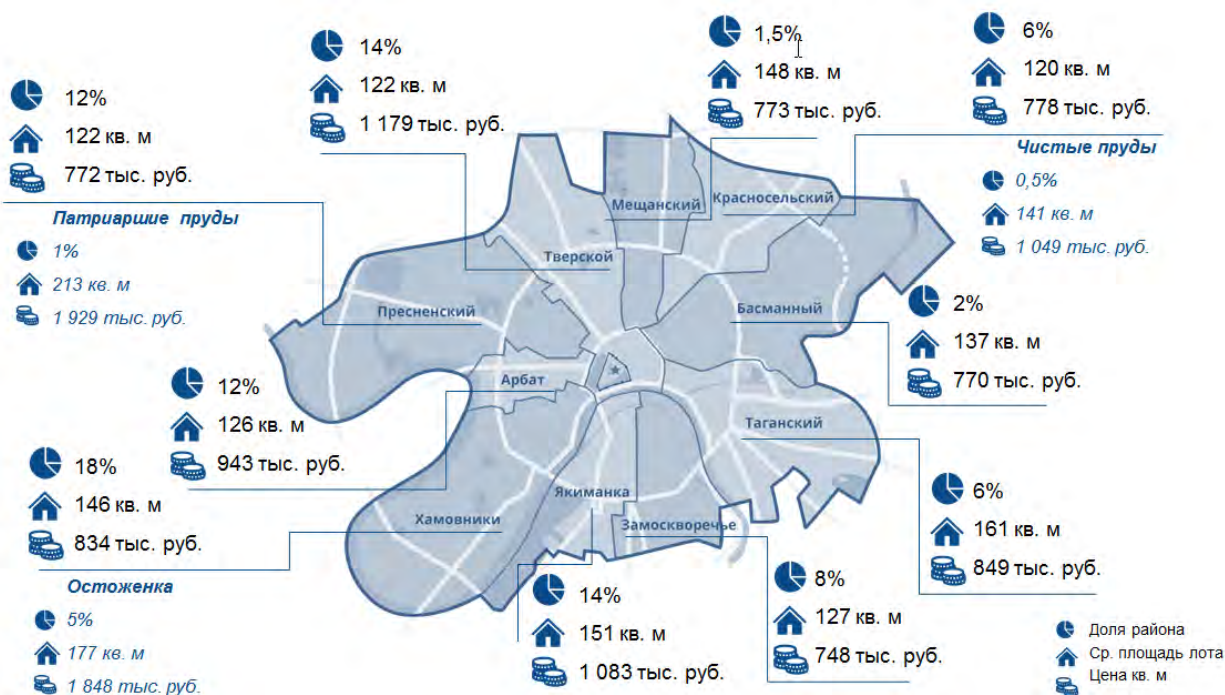 12%
122 кв. м
772 тыс. руб.
Патриаршие пруды
1%
213 кв. м
1 929 тыс. руб.
14%
122 кв. м
1 179 тыс. руб.
1,5%
148 кв. м
773 тыс. руб.
6%
120 кв. м
778 тыс. руб.
Чистые пруды
0,5%
141 кв. м
1 049 тыс. руб.
Мещанский
Красносельский
Тверской
Пресненский
Басманный
Арбат
Таганский
Якиманка
Хамовники
Замоскворечье
2%
137 кв. м
770 тыс. руб.
12%
126 кв. м
943 тыс. руб.
18%
146 кв. м
834 тыс. руб.
Остоженка
5%
177 кв. м
1 848 тыс. руб.
14%
151 кв. м
1 083 тыс. руб.
8%
127 кв. м
748 тыс. руб.
6%
161 кв. м
849 тыс. руб.
Доля района
Ср. площадь лота
Цена кв. м